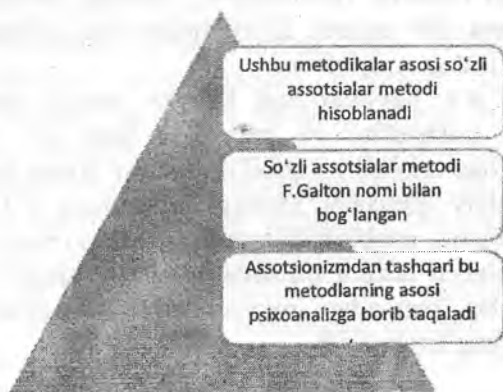 Ushbu metodikalar asosi so‘zli
assotsialar metodi
hisoblanadi
So‘zli assotsialar metodi
F.Galton nomi bilan
bog‘langan
Assotsionizmdan tashqari bu
metodlarning asosi
psixoanalizga borib taqaladi